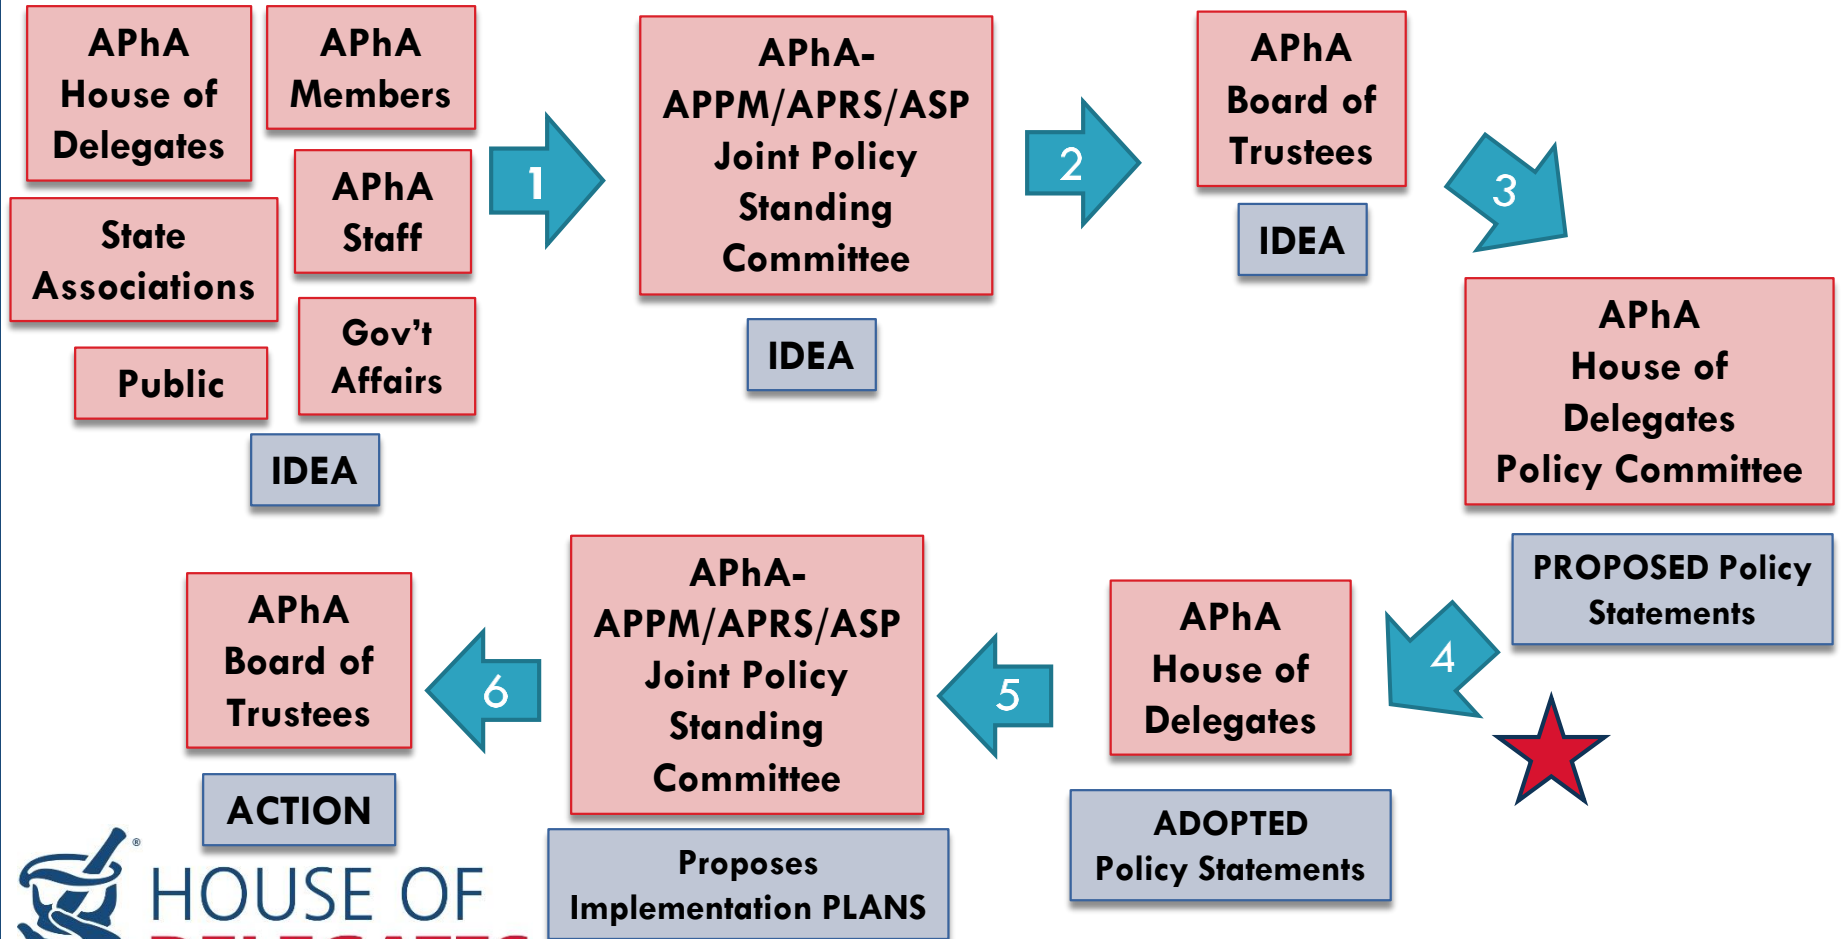 APhA
House of
Delegates
APhA
Members
State
Associations
APhA
Staff
Public
Gov't
Affairs
IDEA
1
APhA-
APPM/APRS/ASP
Joint Policy
Standing
Committee
IDEA
2
APhA
Board of
Trustees
IDEA
3
APhA
House of
Delegates
Policy Committee
PROPOSED Policy
Statements
4
APhA
House of
Delegates
ADOPTED
Policy Statements
5
APhA-
APPM/APRS/ASP
Joint Policy
Standing
Committee
Proposes
Implementation PLANS
6
APhA
Board of
Trustees
ACTION
®
HOUSE OF
DELEGATES